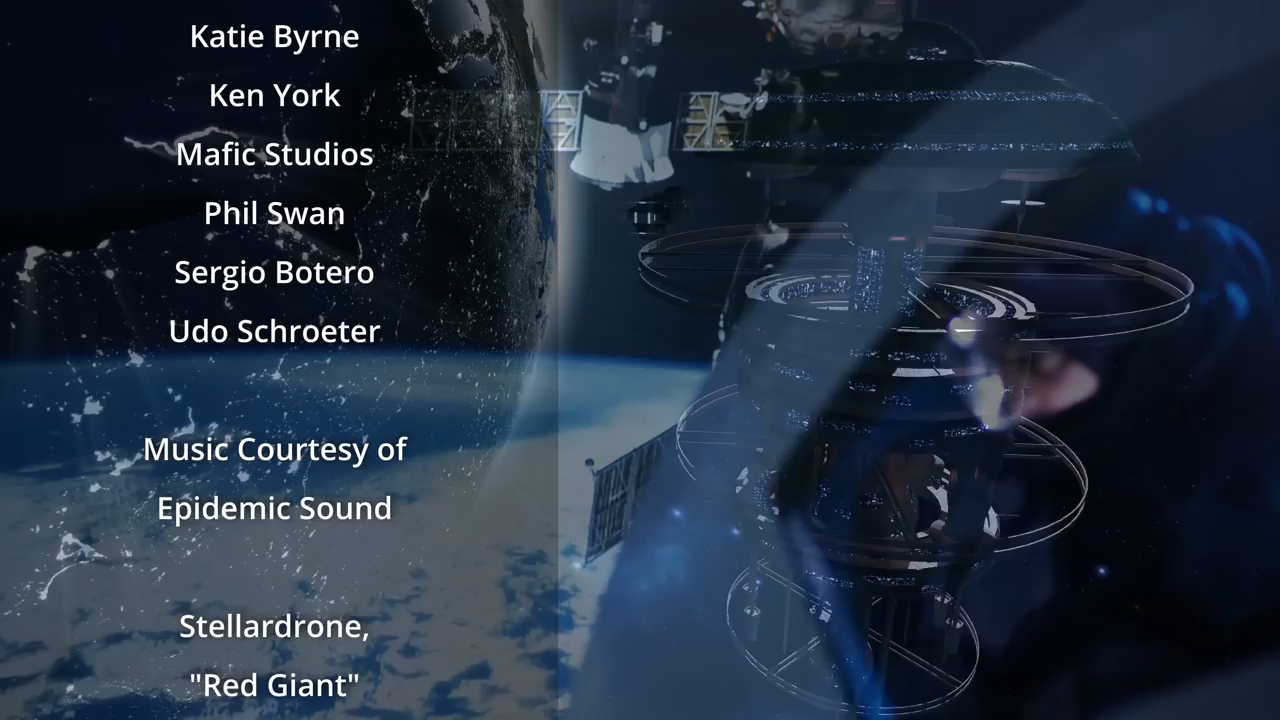 Katie Byrne
Ken York
Mafic Studios
Phil Swan
Sergio Botero
Udo Schroeter
Music Courtesy of
Epidemic Sound
Stellardrone,
"Red Giant"